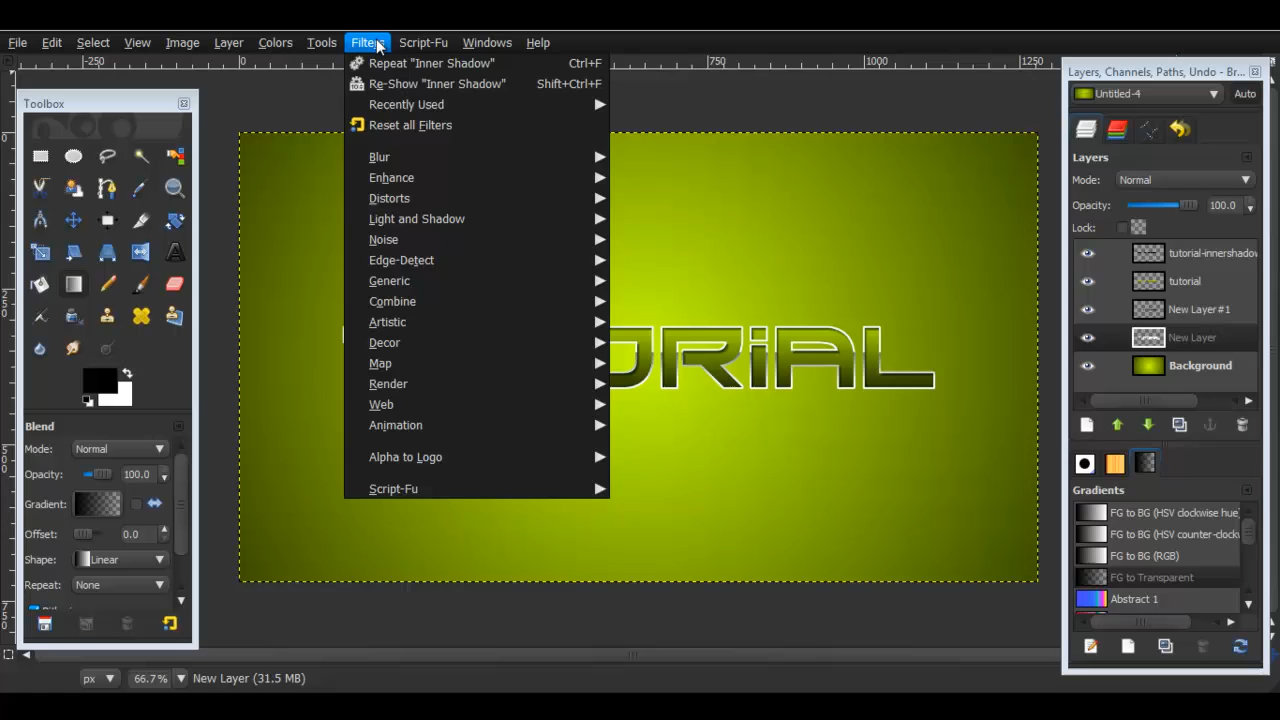 File Edit Select View Image Layer Colors Tools Filters Script-Fu Windows Help
-250 0 750 1000 1250
Repeat "Inner Shadow" Ctrl+F
Re-Show "Inner Shadow" Shift+Ctrl+F
Recently Used
Reset all Filters
Blur
Enhance
Distorts
Light and Shadow
Noise
Edge-Detect
Generic
Combine
Artistic
Decor
Map
Render
Web
Animation
Alpha to Logo
Script-Fu
Toolbox
Blend
Mode: Normal
Opacity: 100.0
Gradient:
Offset: 0.0
Shape: Linear
Repeat: None
ORiAL
Layers, Channels, Paths, Undo - Br...
Untitled-4 Auto
Layers
Mode: Normal
Opacity: 100.0
Lock:
tutorial-innershadow
tutorial
New Layer#1
New Layer
Background
Gradients
FG to BG (HSV clockwise hue)
FG to BG (HSV counter-clockw
FG to BG (RGB)
FG to Transparent
Abstract 1
px 66.7% New Layer (31.5 MB)